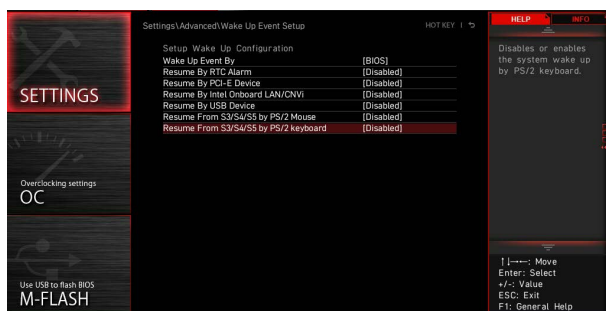 Settings\Advanced\Wake Up Event Setup
HOT KEY | ⮌
HELP
INFO
Setup Wake Up Configuration
Wake Up Event By [BIOS]
Resume By RTC Alarm [Disabled]
Resume By PCI-E Device [Disabled]
Resume By Intel Onboard LAN/CNVi [Disabled]
Resume By USB Device [Disabled]
Resume From S3/S4/S5 by PS/2 Mouse [Disabled]
Resume From S3/S4/S5 by PS/2 keyboard [Disabled]
Disables or enables
the system wake up
by PS/2 keyboard.
SETTINGS
Overclocking settings
OC
Use USB to flash BIOS
M-FLASH
↑↓→←: Move
Enter: Select
+/-: Value
ESC: Exit
F1: General Help